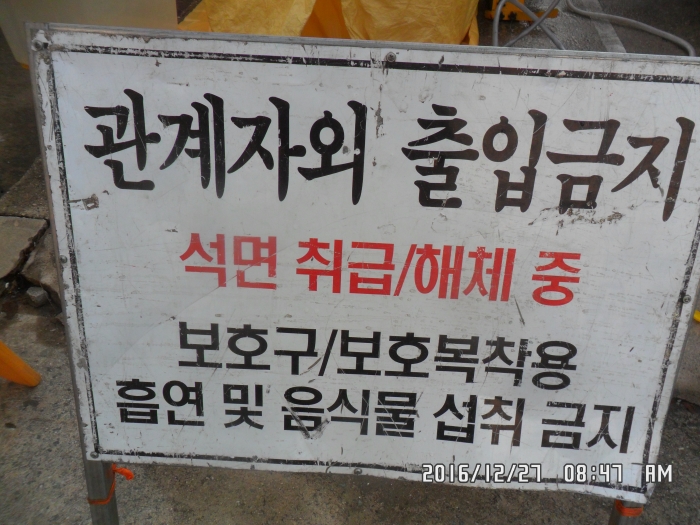 관계자외 출입금지
석면 취급/해체 중
보호구/보호복착용
흡연 및 음식물 섭취 금지
2016/12/27 08:47 AM